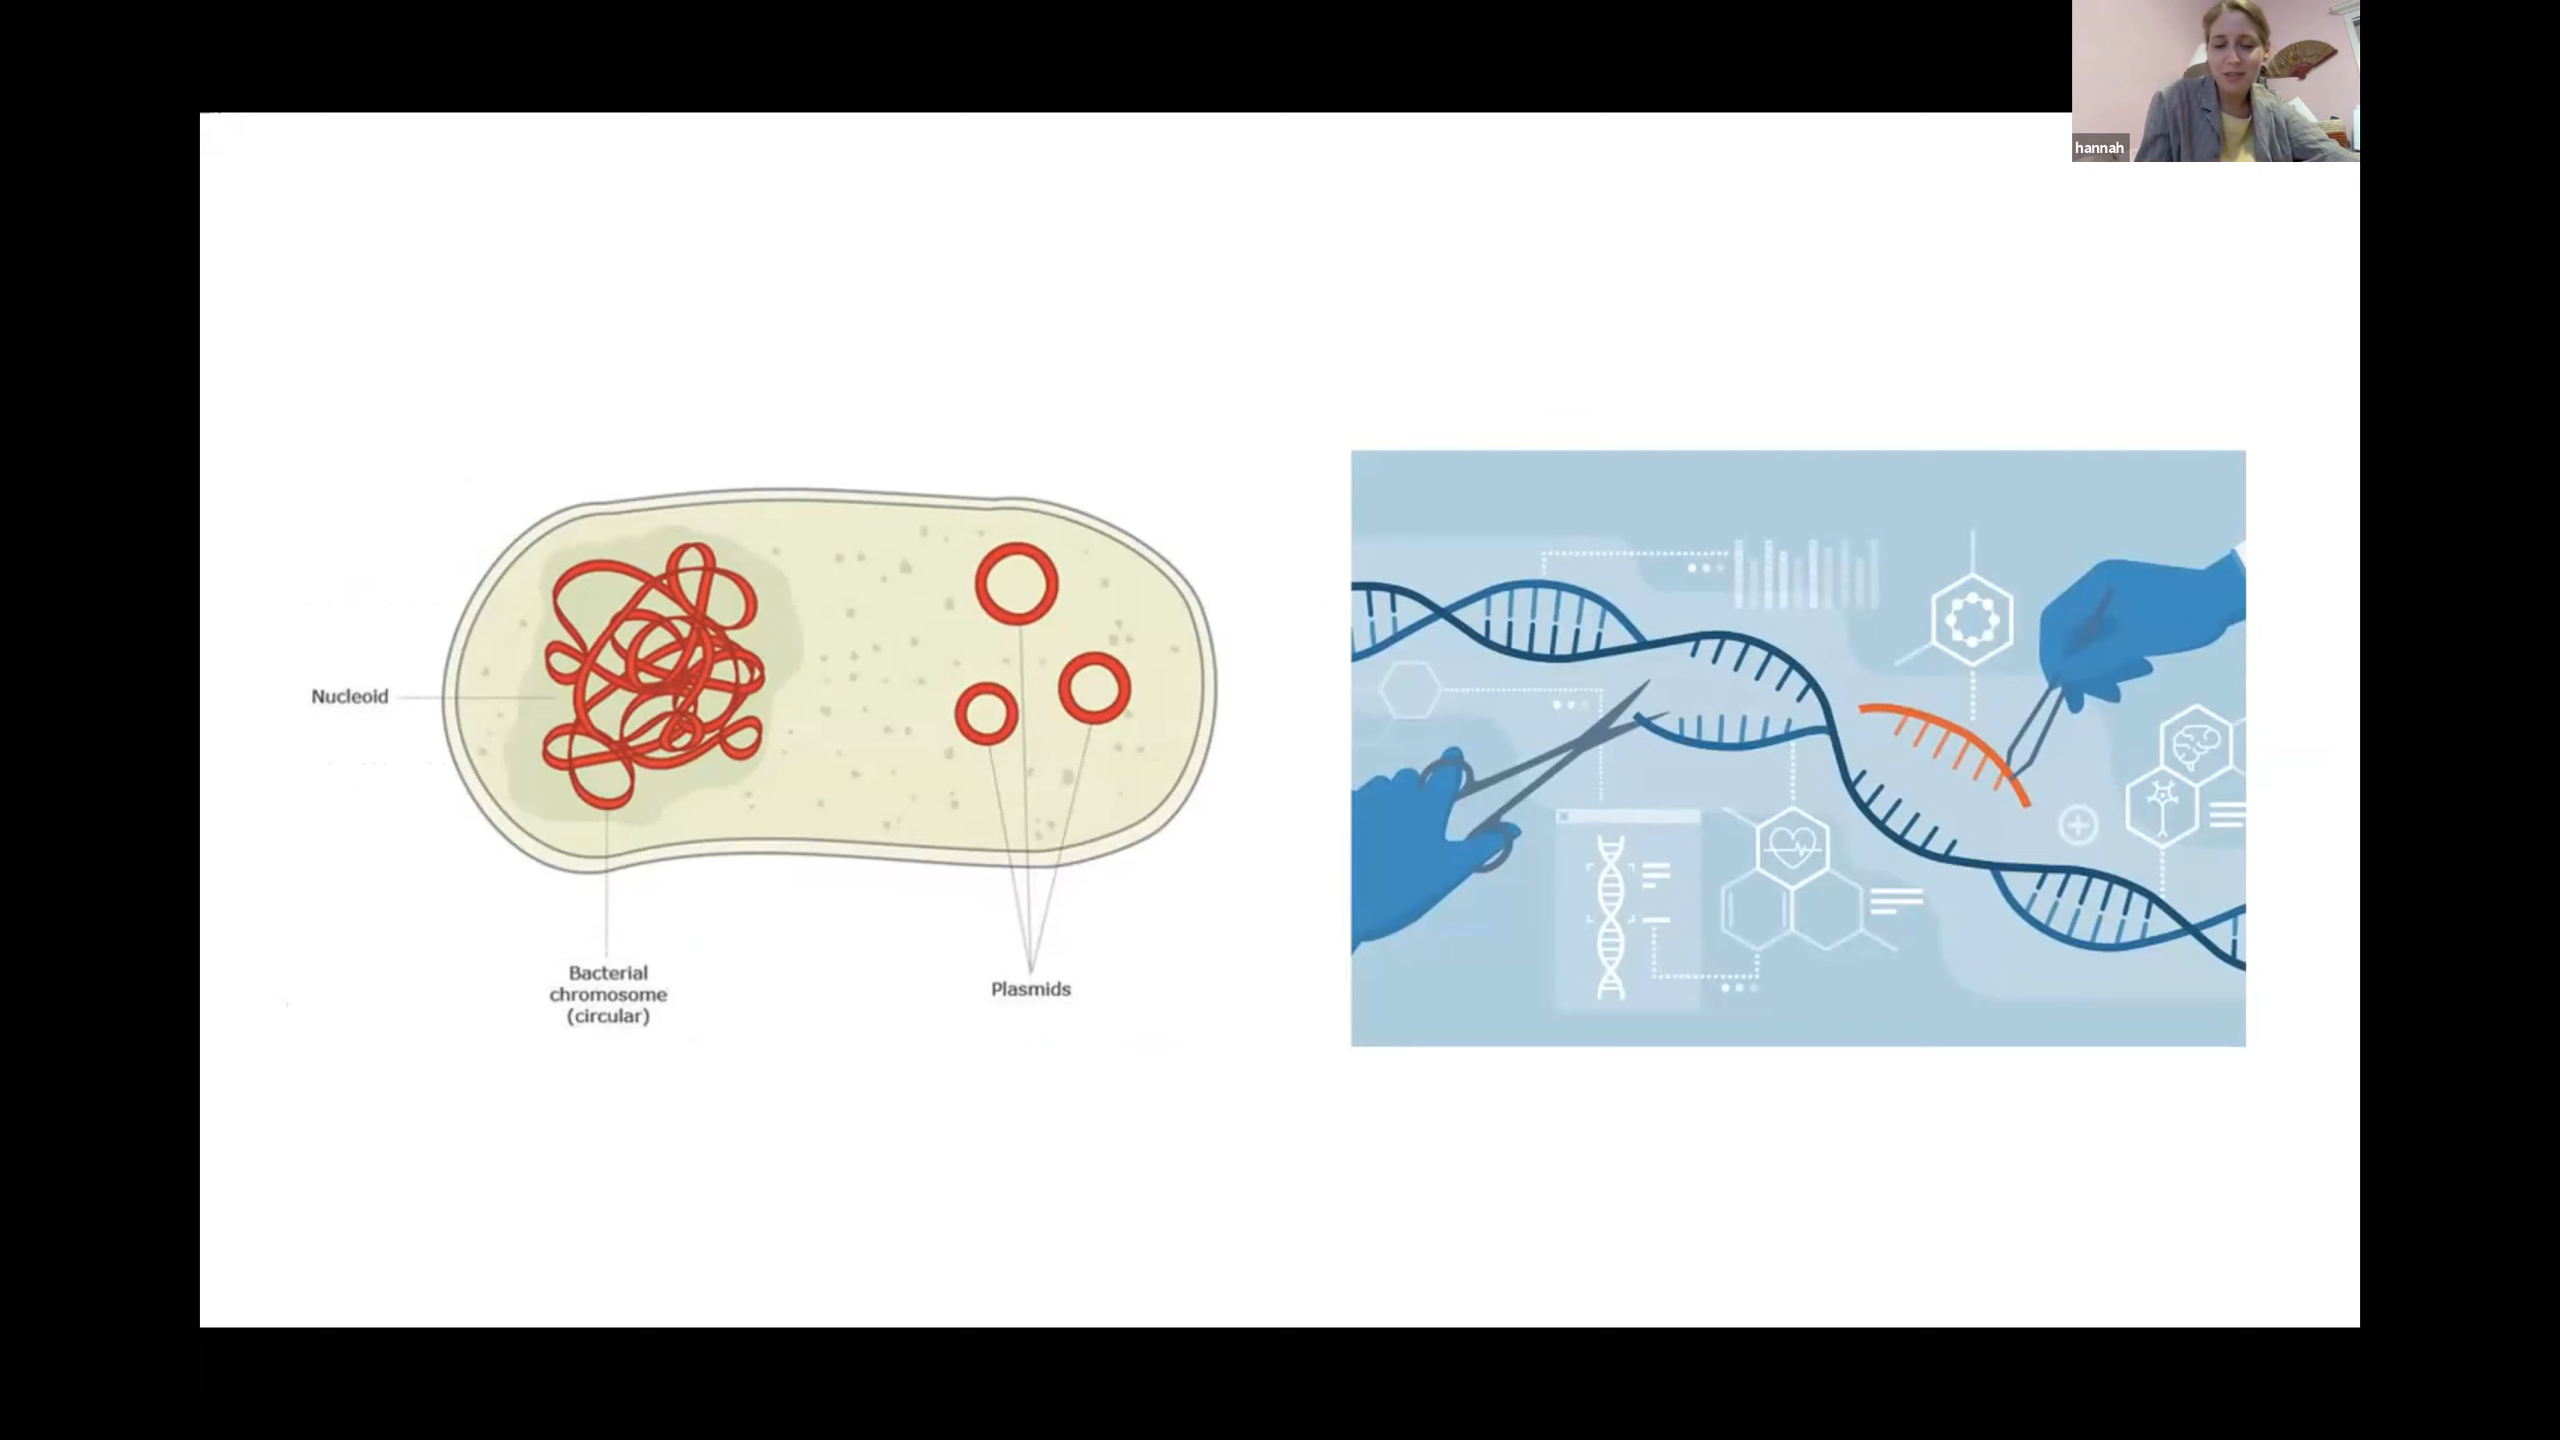 hannah
Nucleoid
Bacterial
chromosome
(circular)
Plasmids